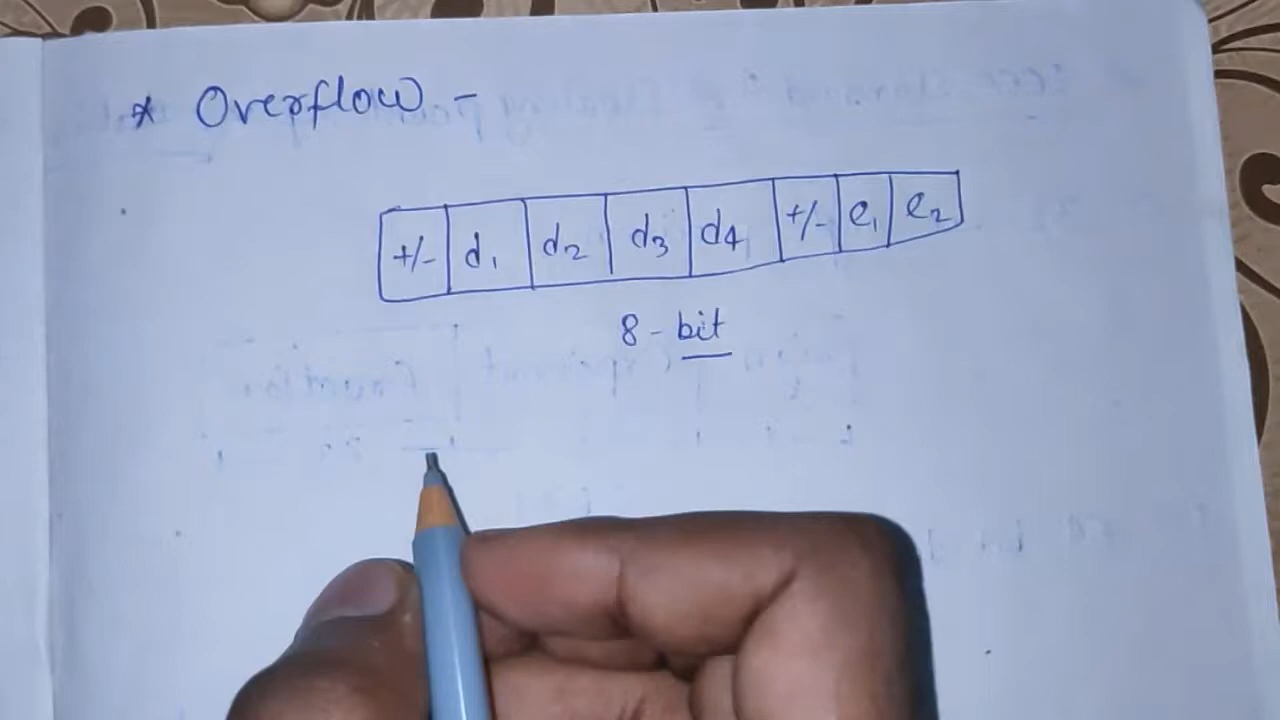 * Overflow -
+/- d₁ d₂ d₃ d₄ +/- e₁ e₂
8 - bit